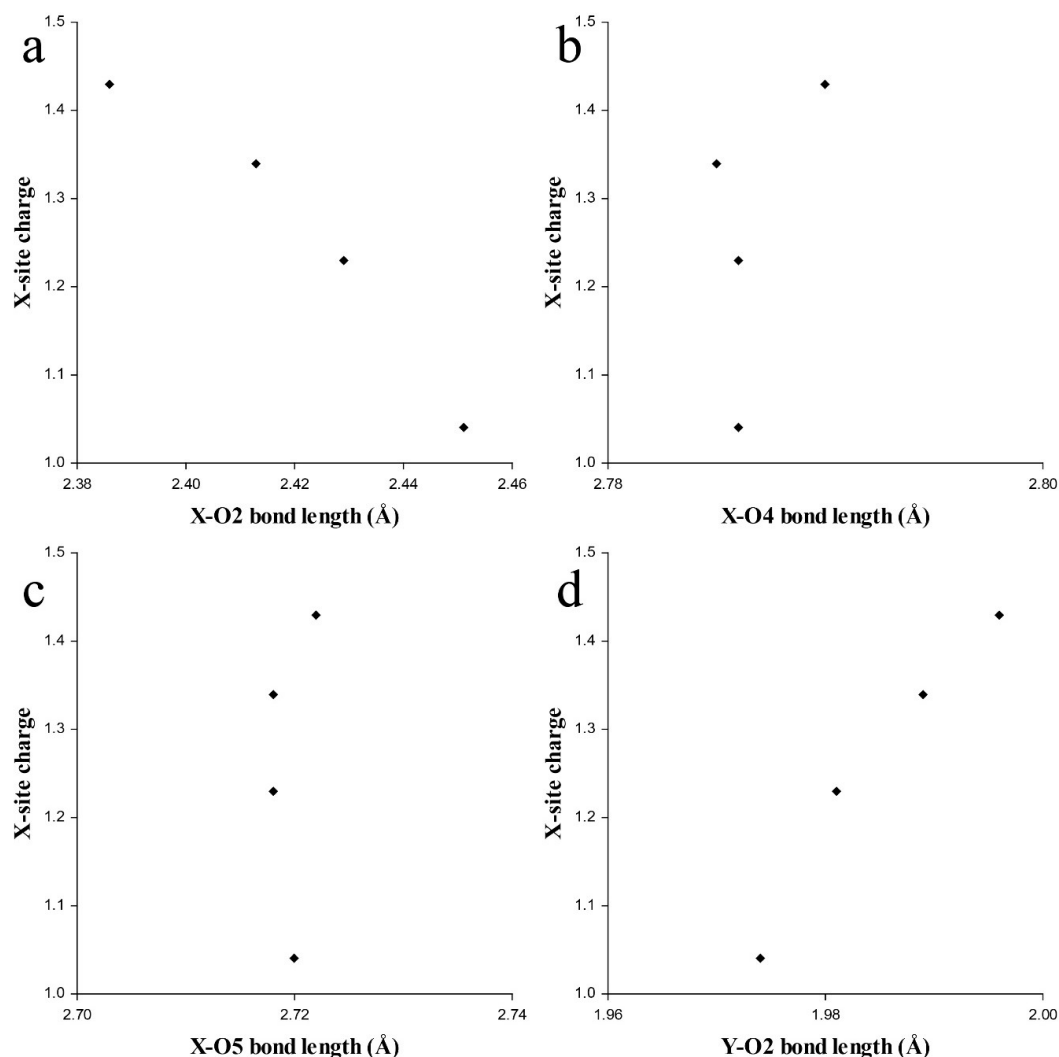 a
1.5
1.4
1.3
1.2
1.1
1.0
X-site charge
2.38 2.40 2.42 2.44 2.46
X-O2 bond length (Å)
b
1.5
1.4
1.3
1.2
1.1
1.0
X-site charge
2.78 2.80
X-O4 bond length (Å)
c
1.5
1.4
1.3
1.2
1.1
1.0
X-site charge
2.70 2.72 2.74
X-O5 bond length (Å)
d
1.5
1.4
1.3
1.2
1.1
1.0
X-site charge
1.96 1.98 2.00
Y-O2 bond length (Å)